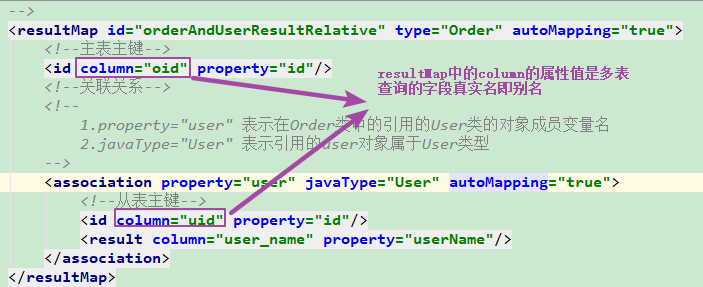 -->
<resultMap id="orderAndUserResultRelative" type="Order" autoMapping="true">
<!--主表主键-->
<id column="oid" property="id"/>
<!--关联关系-->
<!--
1.property="user" 表示在Order类中的引用的User类的对象成员变量名
2.javaType="User" 表示引用的user对象属于User类型
-->
<association property="user" javaType="User" autoMapping="true">
<!--从表主键-->
<id column="uid" property="id"/>
<result column="user_name" property="userName"/>
</association>
</resultMap>
resultMap中的column的属性值是多表
查询的字段真实名即别名